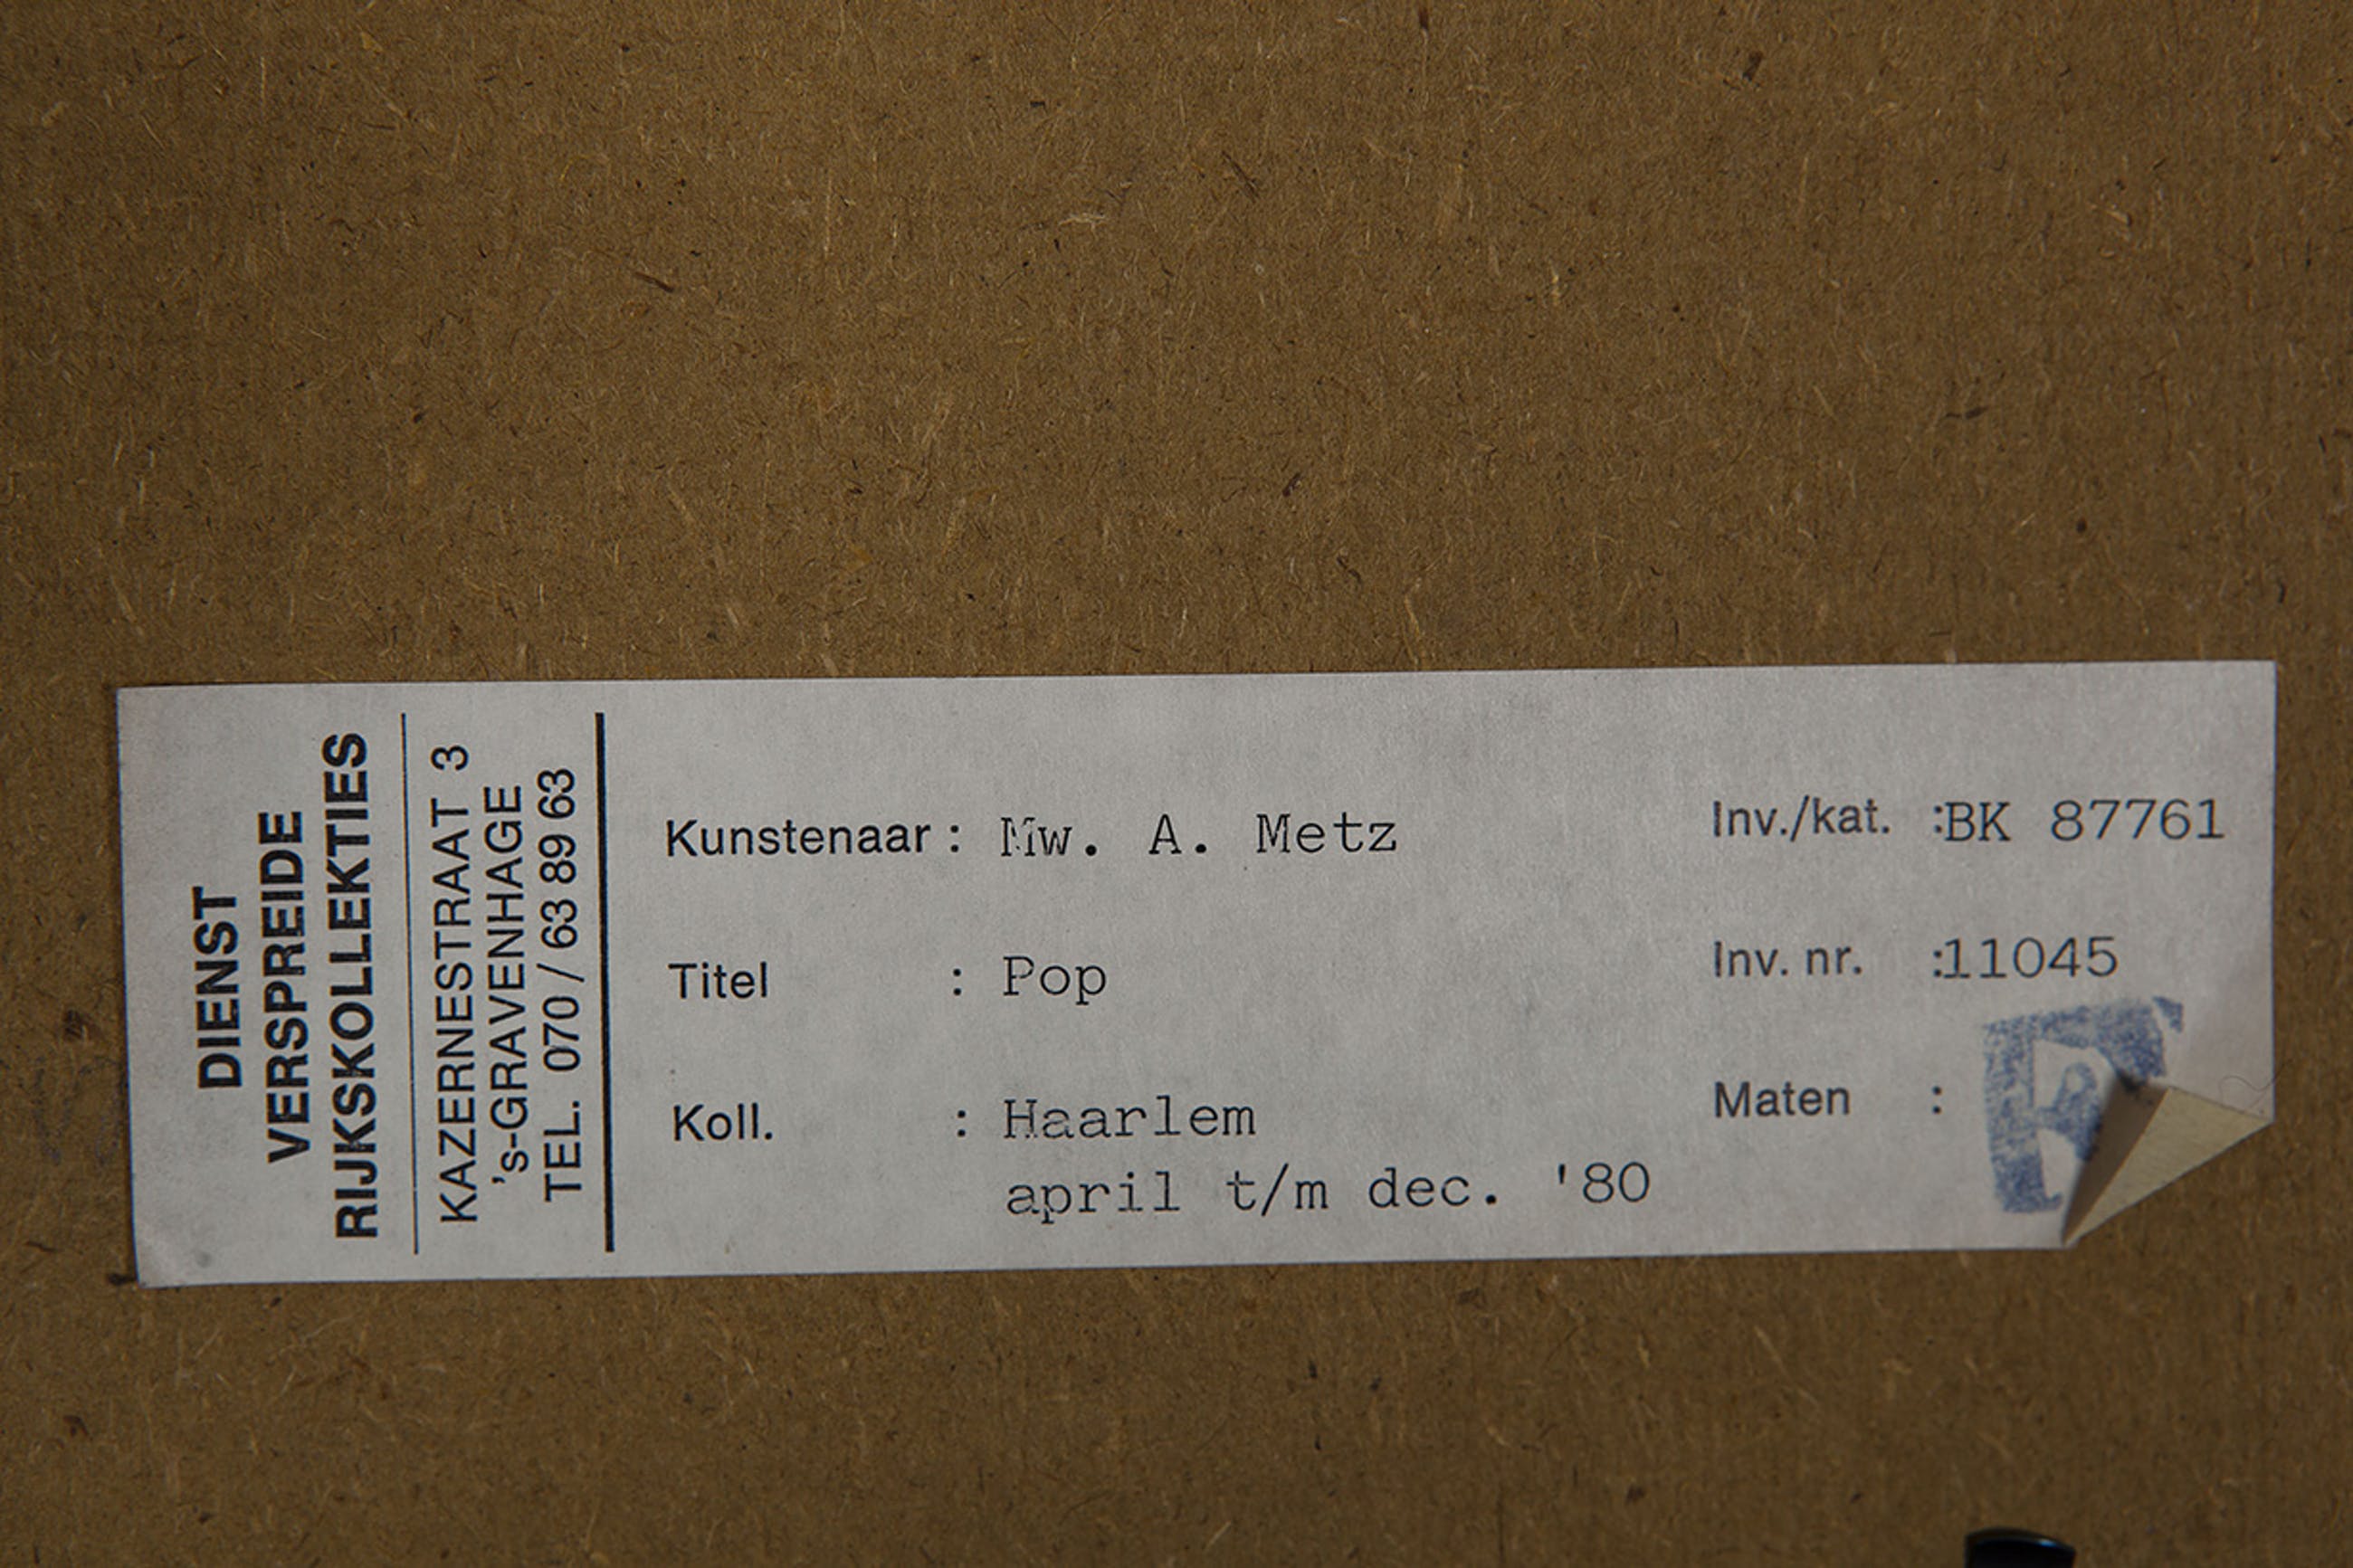 DIENST
VERSPREIDE
RIJKSKOLLEKTIES
KAZERNESTRAAT 3
's-GRAVENHAGE
TEL. 070 / 63 89 63
Kunstenaar : Mw. A. Metz
Titel : Pop
Koll. : Haarlem
april t/m dec. '80
Inv./kat. :BK 87761
Inv. nr. :11045
Maten :